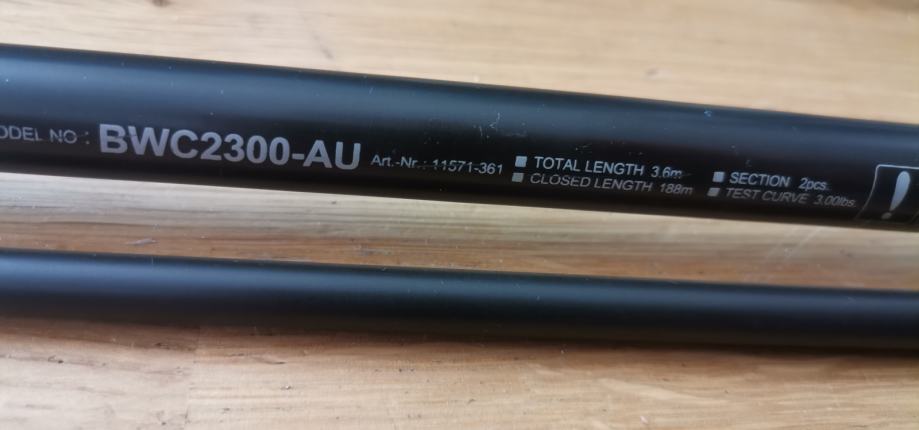 ODEL NO : BWC2300-AU Art.-Nr.: 11571-361
■ TOTAL LENGTH 3.6m ■ SECTION 2pcs.
■ CLOSED LENGTH 188m ■ TEST CURVE 3.00lbs.
!